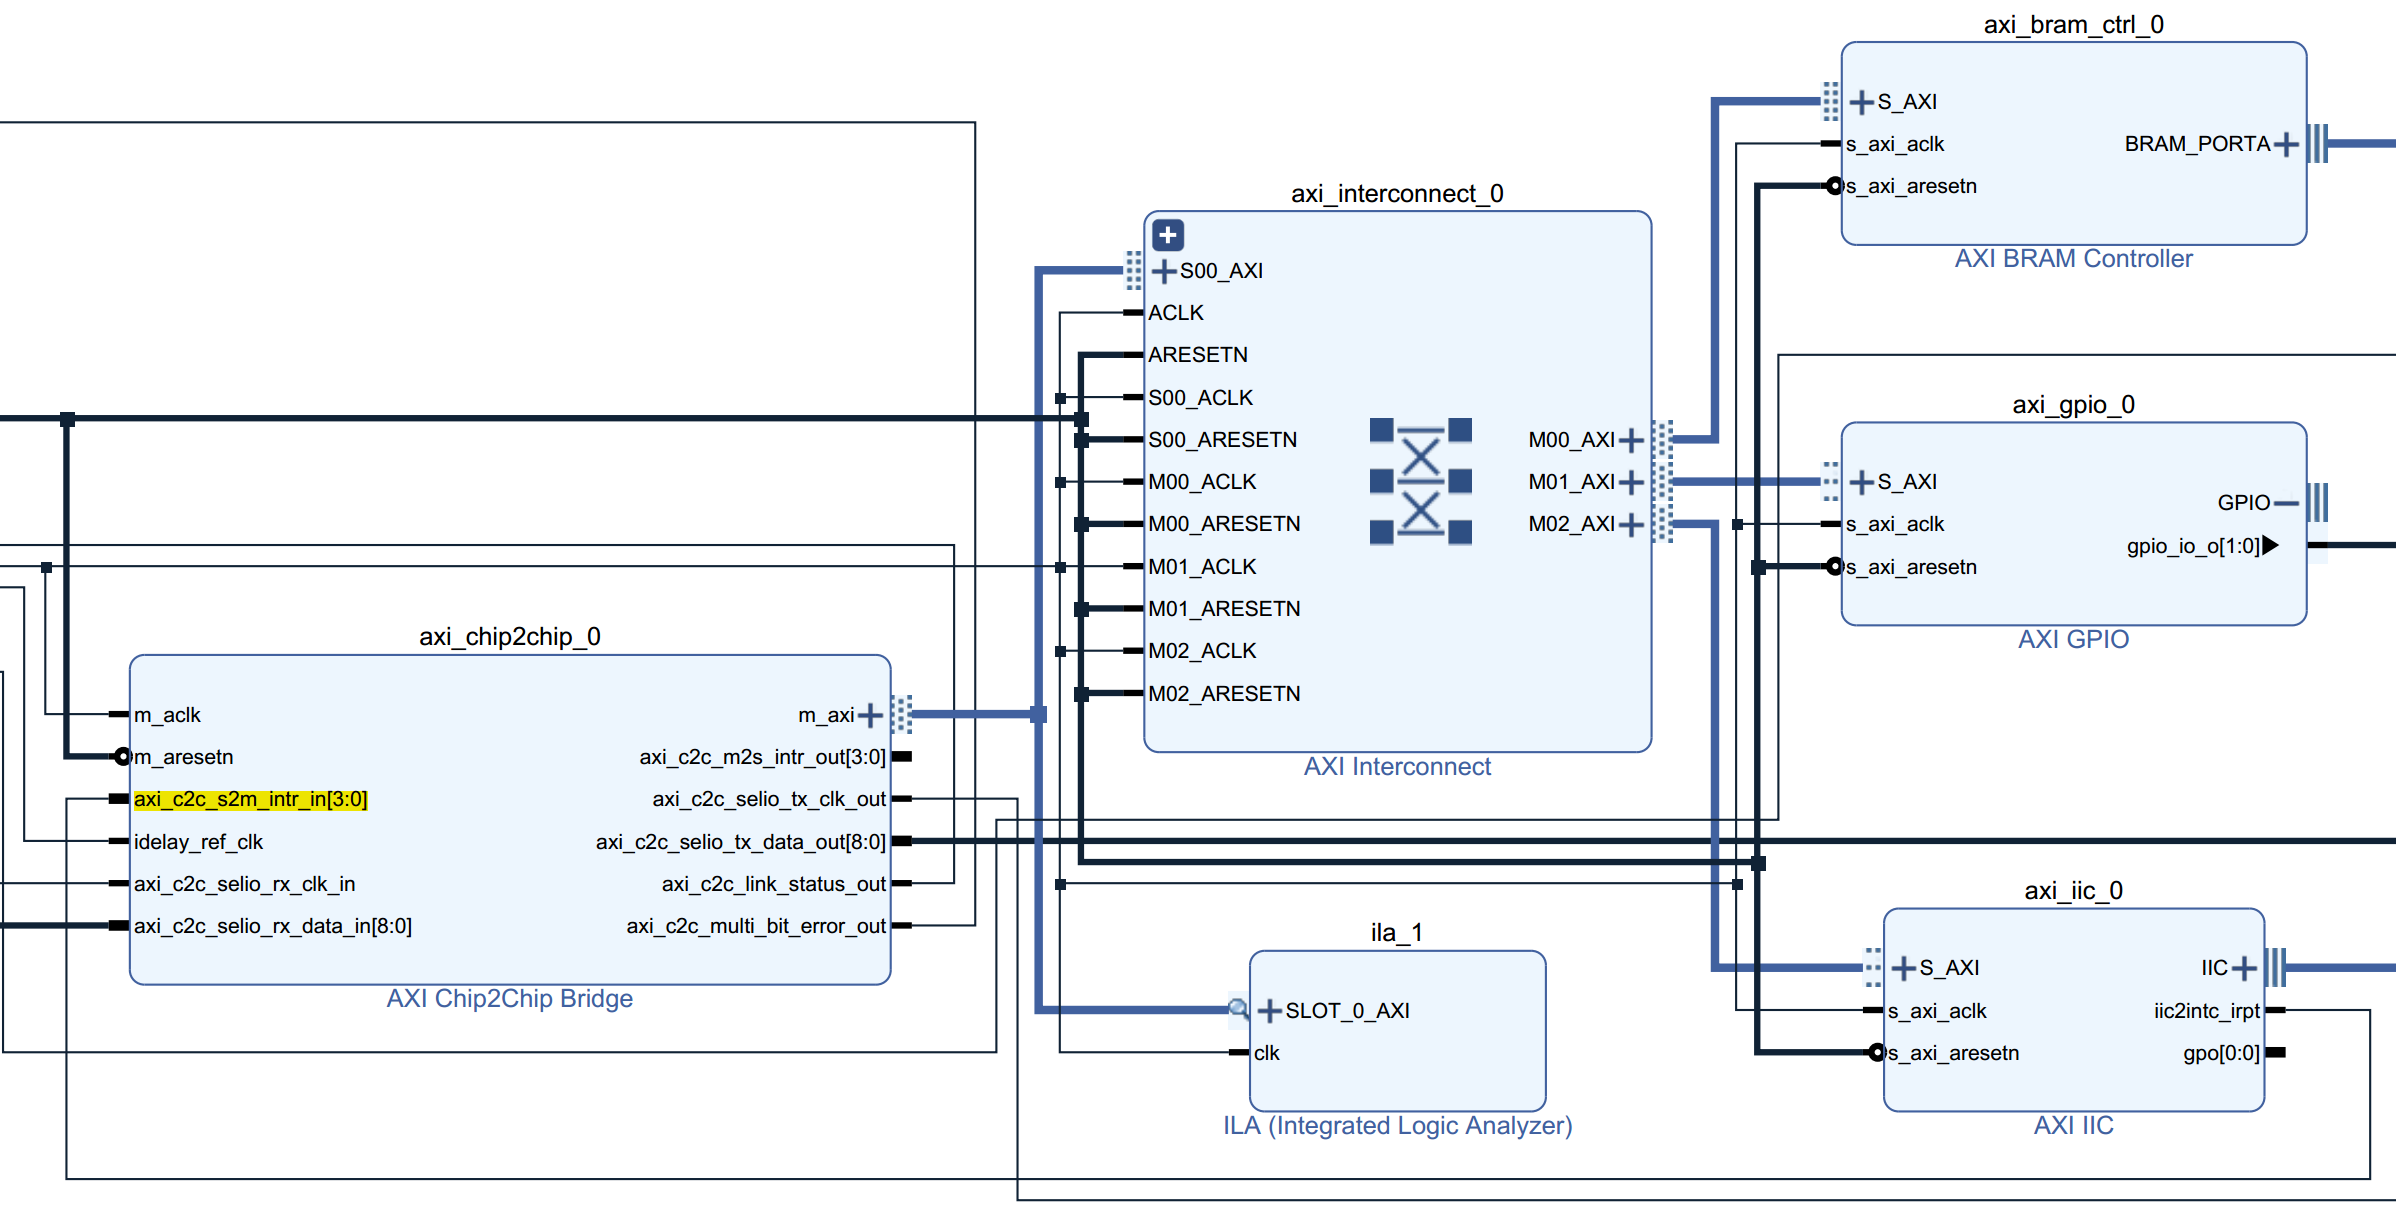 axi_bram_ctrl_0
S_AXI
s_axi_aclk
s_axi_aresetn
BRAM_PORTA
AXI BRAM Controller
axi_interconnect_0
S00_AXI
ACLK
ARESETN
S00_ACLK
S00_ARESETN
M00_ACLK
M00_ARESETN
M01_ACLK
M01_ARESETN
M02_ACLK
M02_ARESETN
M00_AXI
M01_AXI
M02_AXI
AXI Interconnect
axi_gpio_0
S_AXI
s_axi_aclk
s_axi_aresetn
GPIO
gpio_io_o[1:0]
AXI GPIO
axi_chip2chip_0
m_aclk
m_aresetn
axi_c2c_s2m_intr_in[3:0]
idelay_ref_clk
axi_c2c_selio_rx_clk_in
axi_c2c_selio_rx_data_in[8:0]
m_axi
axi_c2c_m2s_intr_out[3:0]
axi_c2c_selio_tx_clk_out
axi_c2c_selio_tx_data_out[8:0]
axi_c2c_link_status_out
axi_c2c_multi_bit_error_out
AXI Chip2Chip Bridge
ila_1
SLOT_0_AXI
clk
ILA (Integrated Logic Analyzer)
axi_iic_0
S_AXI
s_axi_aclk
s_axi_aresetn
IIC
iic2intc_irpt
gpo[0:0]
AXI IIC